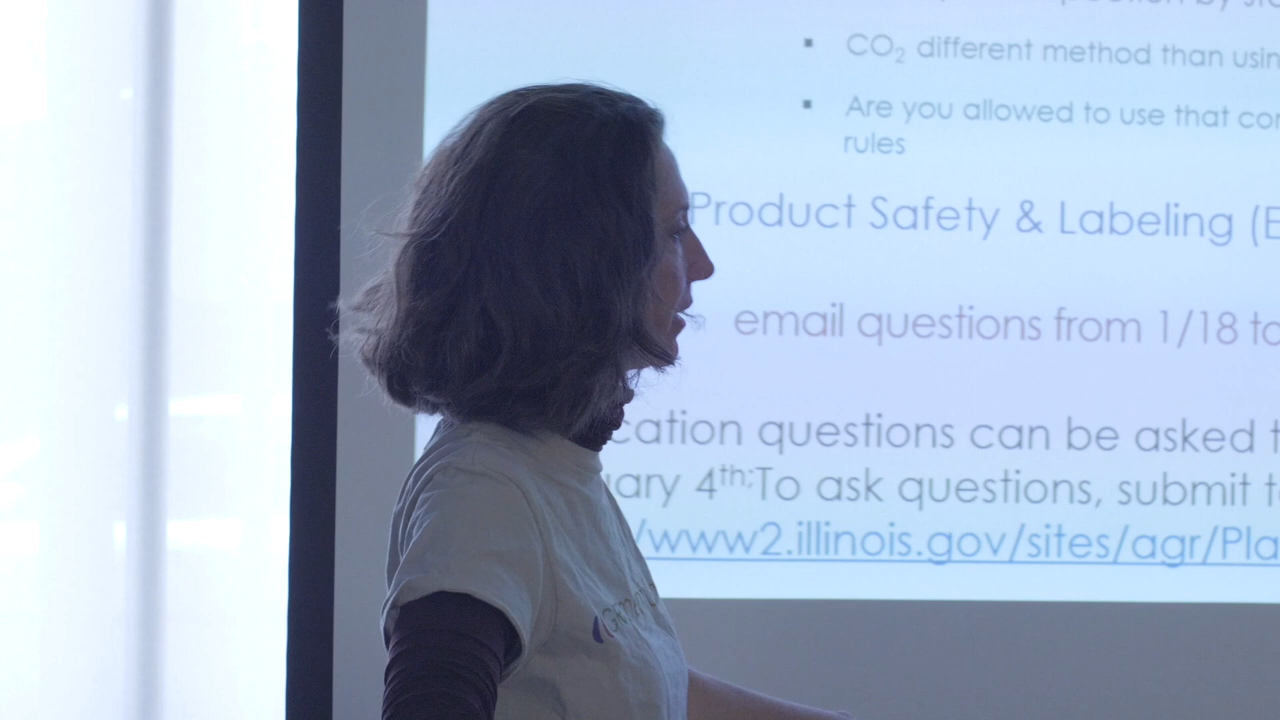 CO₂ different method than usin
Are you allowed to use that co
rules
Product Safety & Labeling (E
email questions from 1/18 to
cation questions can be asked t
uary 4th;To ask questions, submit t
/www2.illinois.gov/sites/agr/Pla